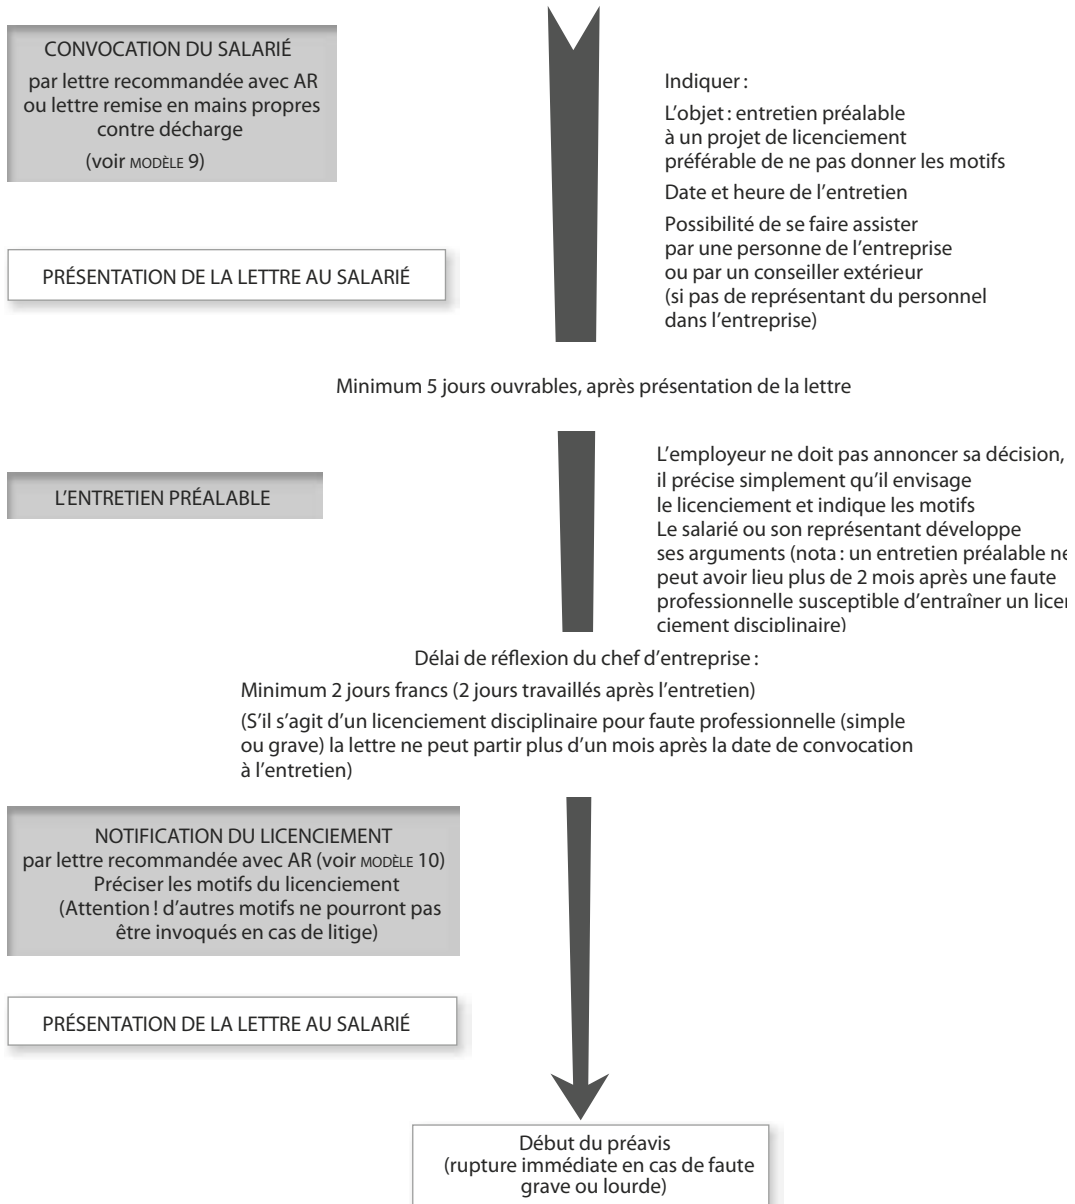 CONVOCATION DU SALARIÉ
par lettre recommandée avec AR
ou lettre remise en mains propres
contre décharge
(voir MODÈLE 9)
Indiquer :
L’objet : entretien préalable
à un projet de licenciement
préférable de ne pas donner les motifs
Date et heure de l’entretien
Possibilité de se faire assister
par une personne de l’entreprise
ou par un conseiller extérieur
(si pas de représentant du personnel
dans l’entreprise)
PRÉSENTATION DE LA LETTRE AU SALARIÉ
Minimum 5 jours ouvrables, après présentation de la lettre
L’ENTRETIEN PRÉALABLE
L’employeur ne doit pas annoncer sa décision,
il précise simplement qu’il envisage
le licenciement et indique les motifs
Le salarié ou son représentant développe
ses arguments (nota : un entretien préalable ne
peut avoir lieu plus de 2 mois après une faute
professionnelle susceptible d’entraîner un licen
ciement disciplinaire)
Délai de réflexion du chef d’entreprise :
Minimum 2 jours francs (2 jours travaillés après l’entretien)
(S’il s’agit d’un licenciement disciplinaire pour faute professionnelle (simple
ou grave) la lettre ne peut partir plus d’un mois après la date de convocation
à l’entretien)
NOTIFICATION DU LICENCIEMENT
par lettre recommandée avec AR (voir MODÈLE 10)
Préciser les motifs du licenciement
(Attention ! d’autres motifs ne pourront pas
être invoqués en cas de litige)
PRÉSENTATION DE LA LETTRE AU SALARIÉ
Début du préavis
(rupture immédiate en cas de faute
grave ou lourde)